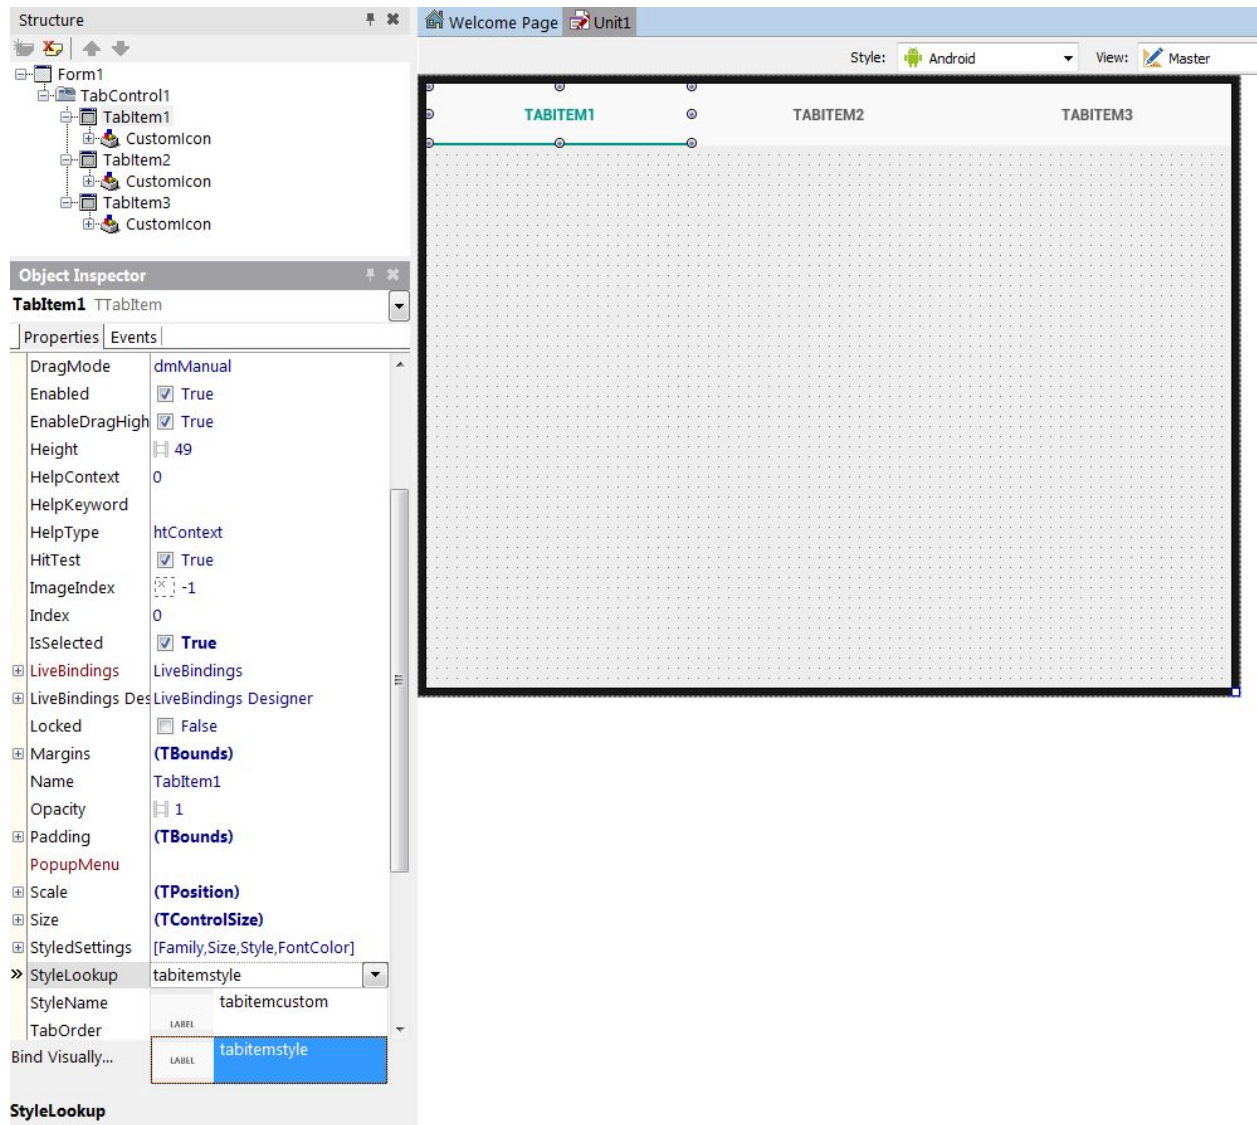 Structure
Form1
TabControl1
TabItem1
CustomIcon
TabItem2
CustomIcon
TabItem3
CustomIcon
Object Inspector
TabItem1 TTabItem
Properties Events
DragMode dmManual
Enabled True
EnableDragHigh True
Height 49
HelpContext 0
HelpKeyword
HelpType htContext
HitTest True
ImageIndex -1
Index 0
IsSelected True
LiveBindings LiveBindings
LiveBindings Des LiveBindings Designer
Locked False
Margins (TBounds)
Name TabItem1
Opacity 1
Padding (TBounds)
PopupMenu
Scale (TPosition)
Size (TControlSize)
StyledSettings [Family,Size,Style,FontColor]
StyleLookup tabitemstyle
StyleName
TabOrder
LABEL tabitemcustom
LABEL tabitemstyle
Bind Visually...
StyleLookup
Welcome Page Unit1
Style: Android View: Master
TABITEM1 TABITEM2 TABITEM3